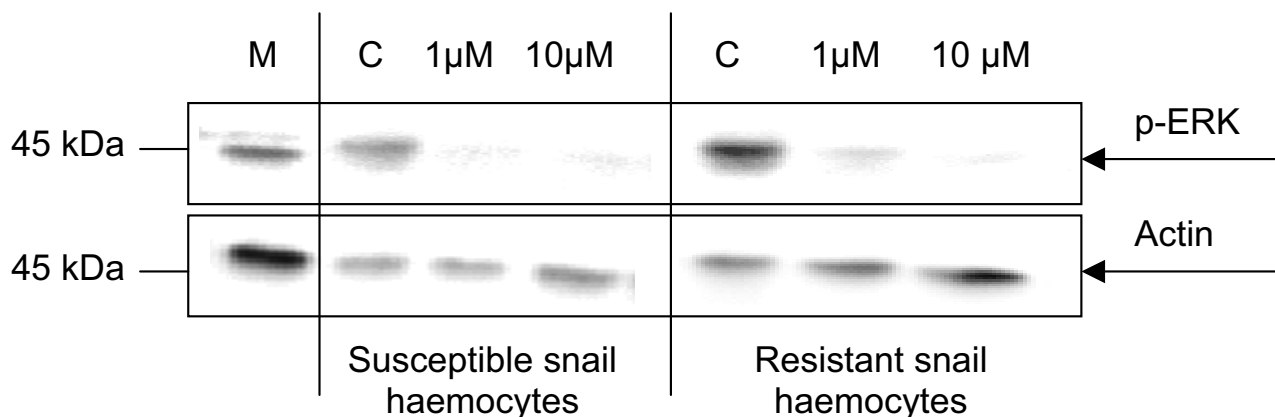 M C 1µM 10µM C 1µM 10 µM
45 kDa p-ERK
45 kDa Actin
Susceptible snail
haemocytes
Resistant snail
haemocytes